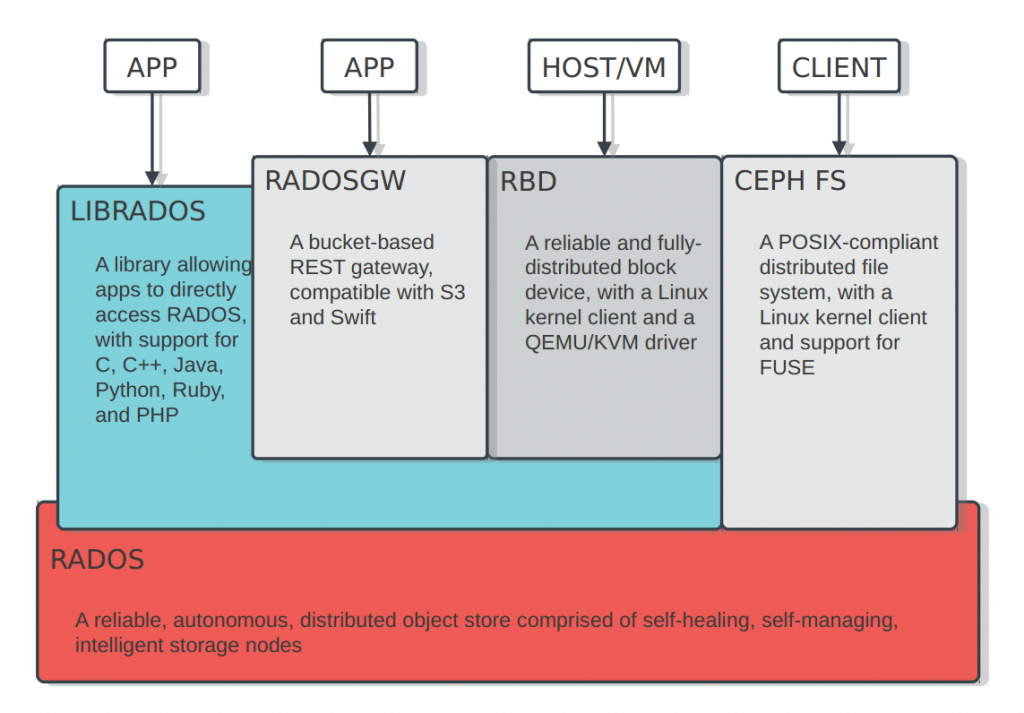 APP
APP
HOST/VM
CLIENT
LIBRADOS
A library allowing
apps to directly
access RADOS,
with support for
C, C++, Java,
Python, Ruby,
and PHP
RADOSGW
A bucket-based
REST gateway,
compatible with S3
and Swift
RBD
A reliable and fully-
distributed block
device, with a Linux
kernel client and a
QEMU/KVM driver
CEPH FS
A POSIX-compliant
distributed file
system, with a
Linux kernel client
and support for
FUSE
RADOS
A reliable, autonomous, distributed object store comprised of self-healing, self-managing,
intelligent storage nodes